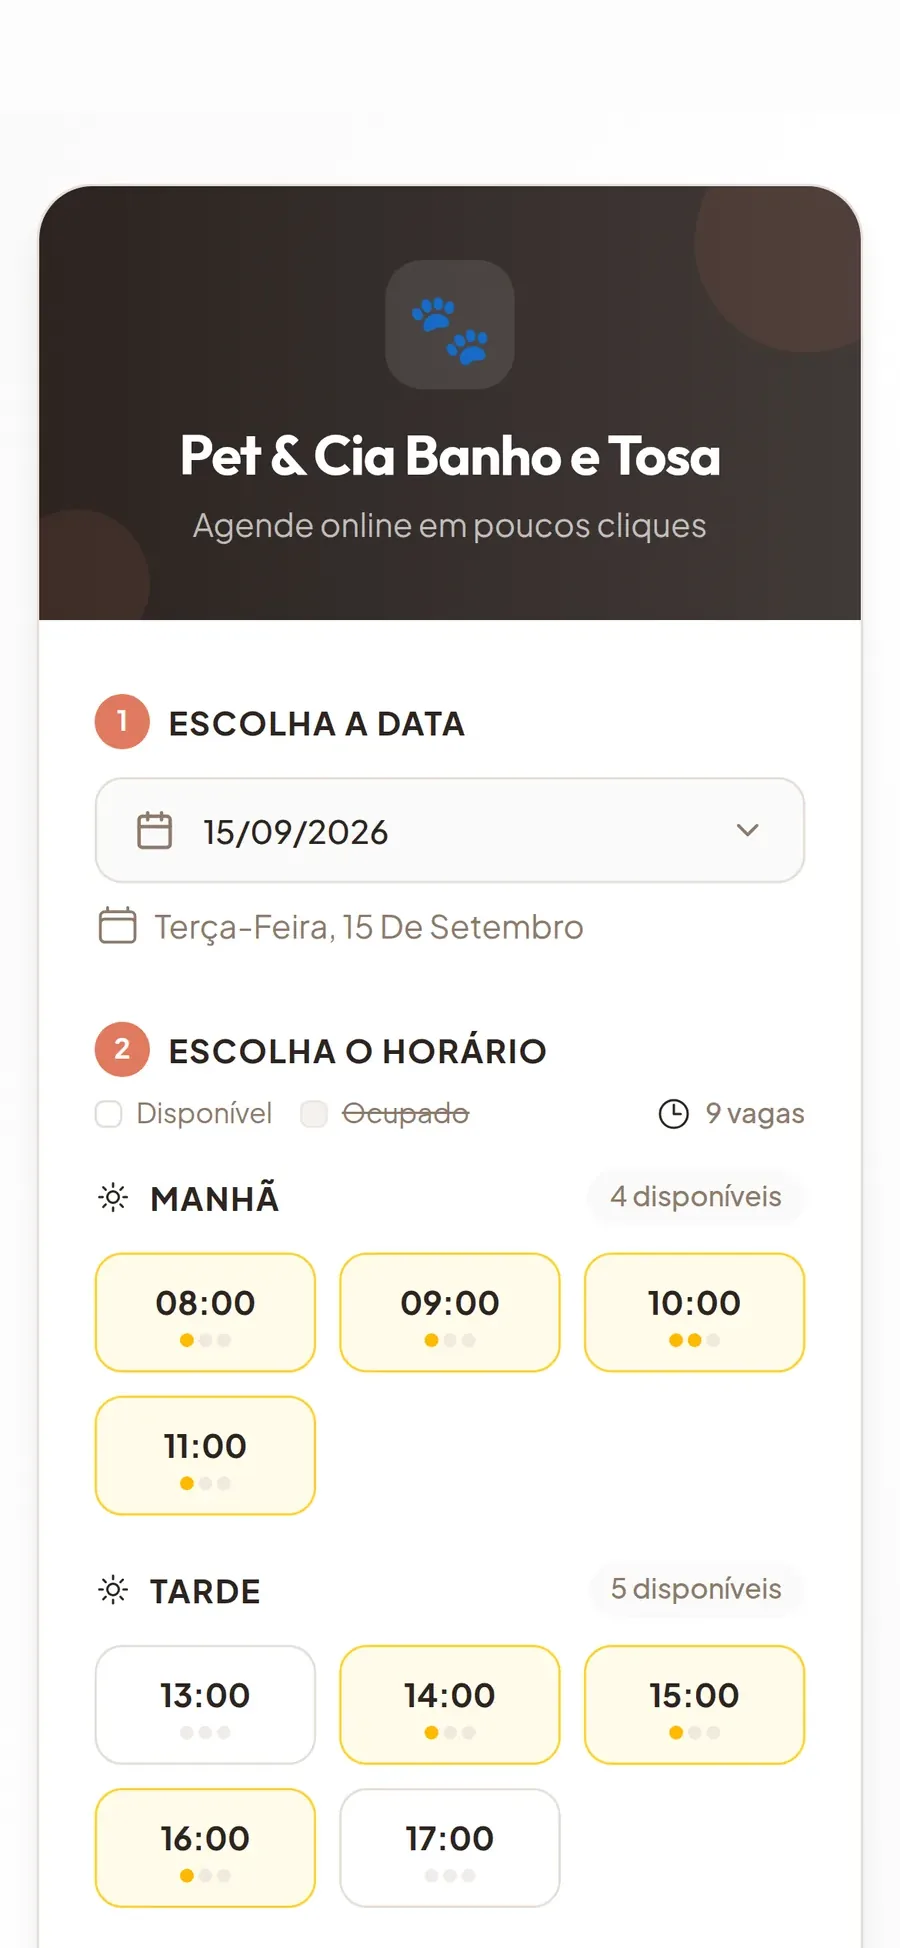 Pet & Cia Banho e Tosa
Agende online em poucos cliques
1 ESCOLHA A DATA
15/09/2026
Terça-Feira, 15 De Setembro
2 ESCOLHA O HORÁRIO
Disponível Ocupado 9 vagas
MANHÃ 4 disponíveis
08:00 09:00 10:00
11:00
TARDE 5 disponíveis
13:00 14:00 15:00
16:00 17:00